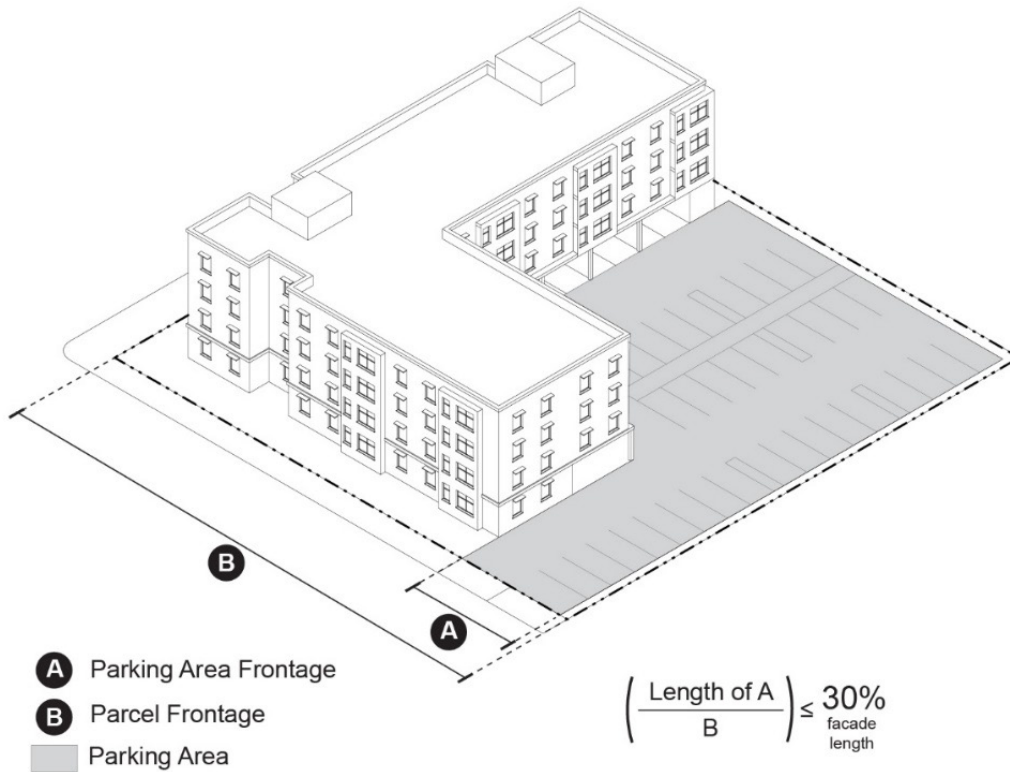 B
A
A Parking Area Frontage
B Parcel Frontage
Parking Area
(Length of A / B) ≤ 30%
facade
length